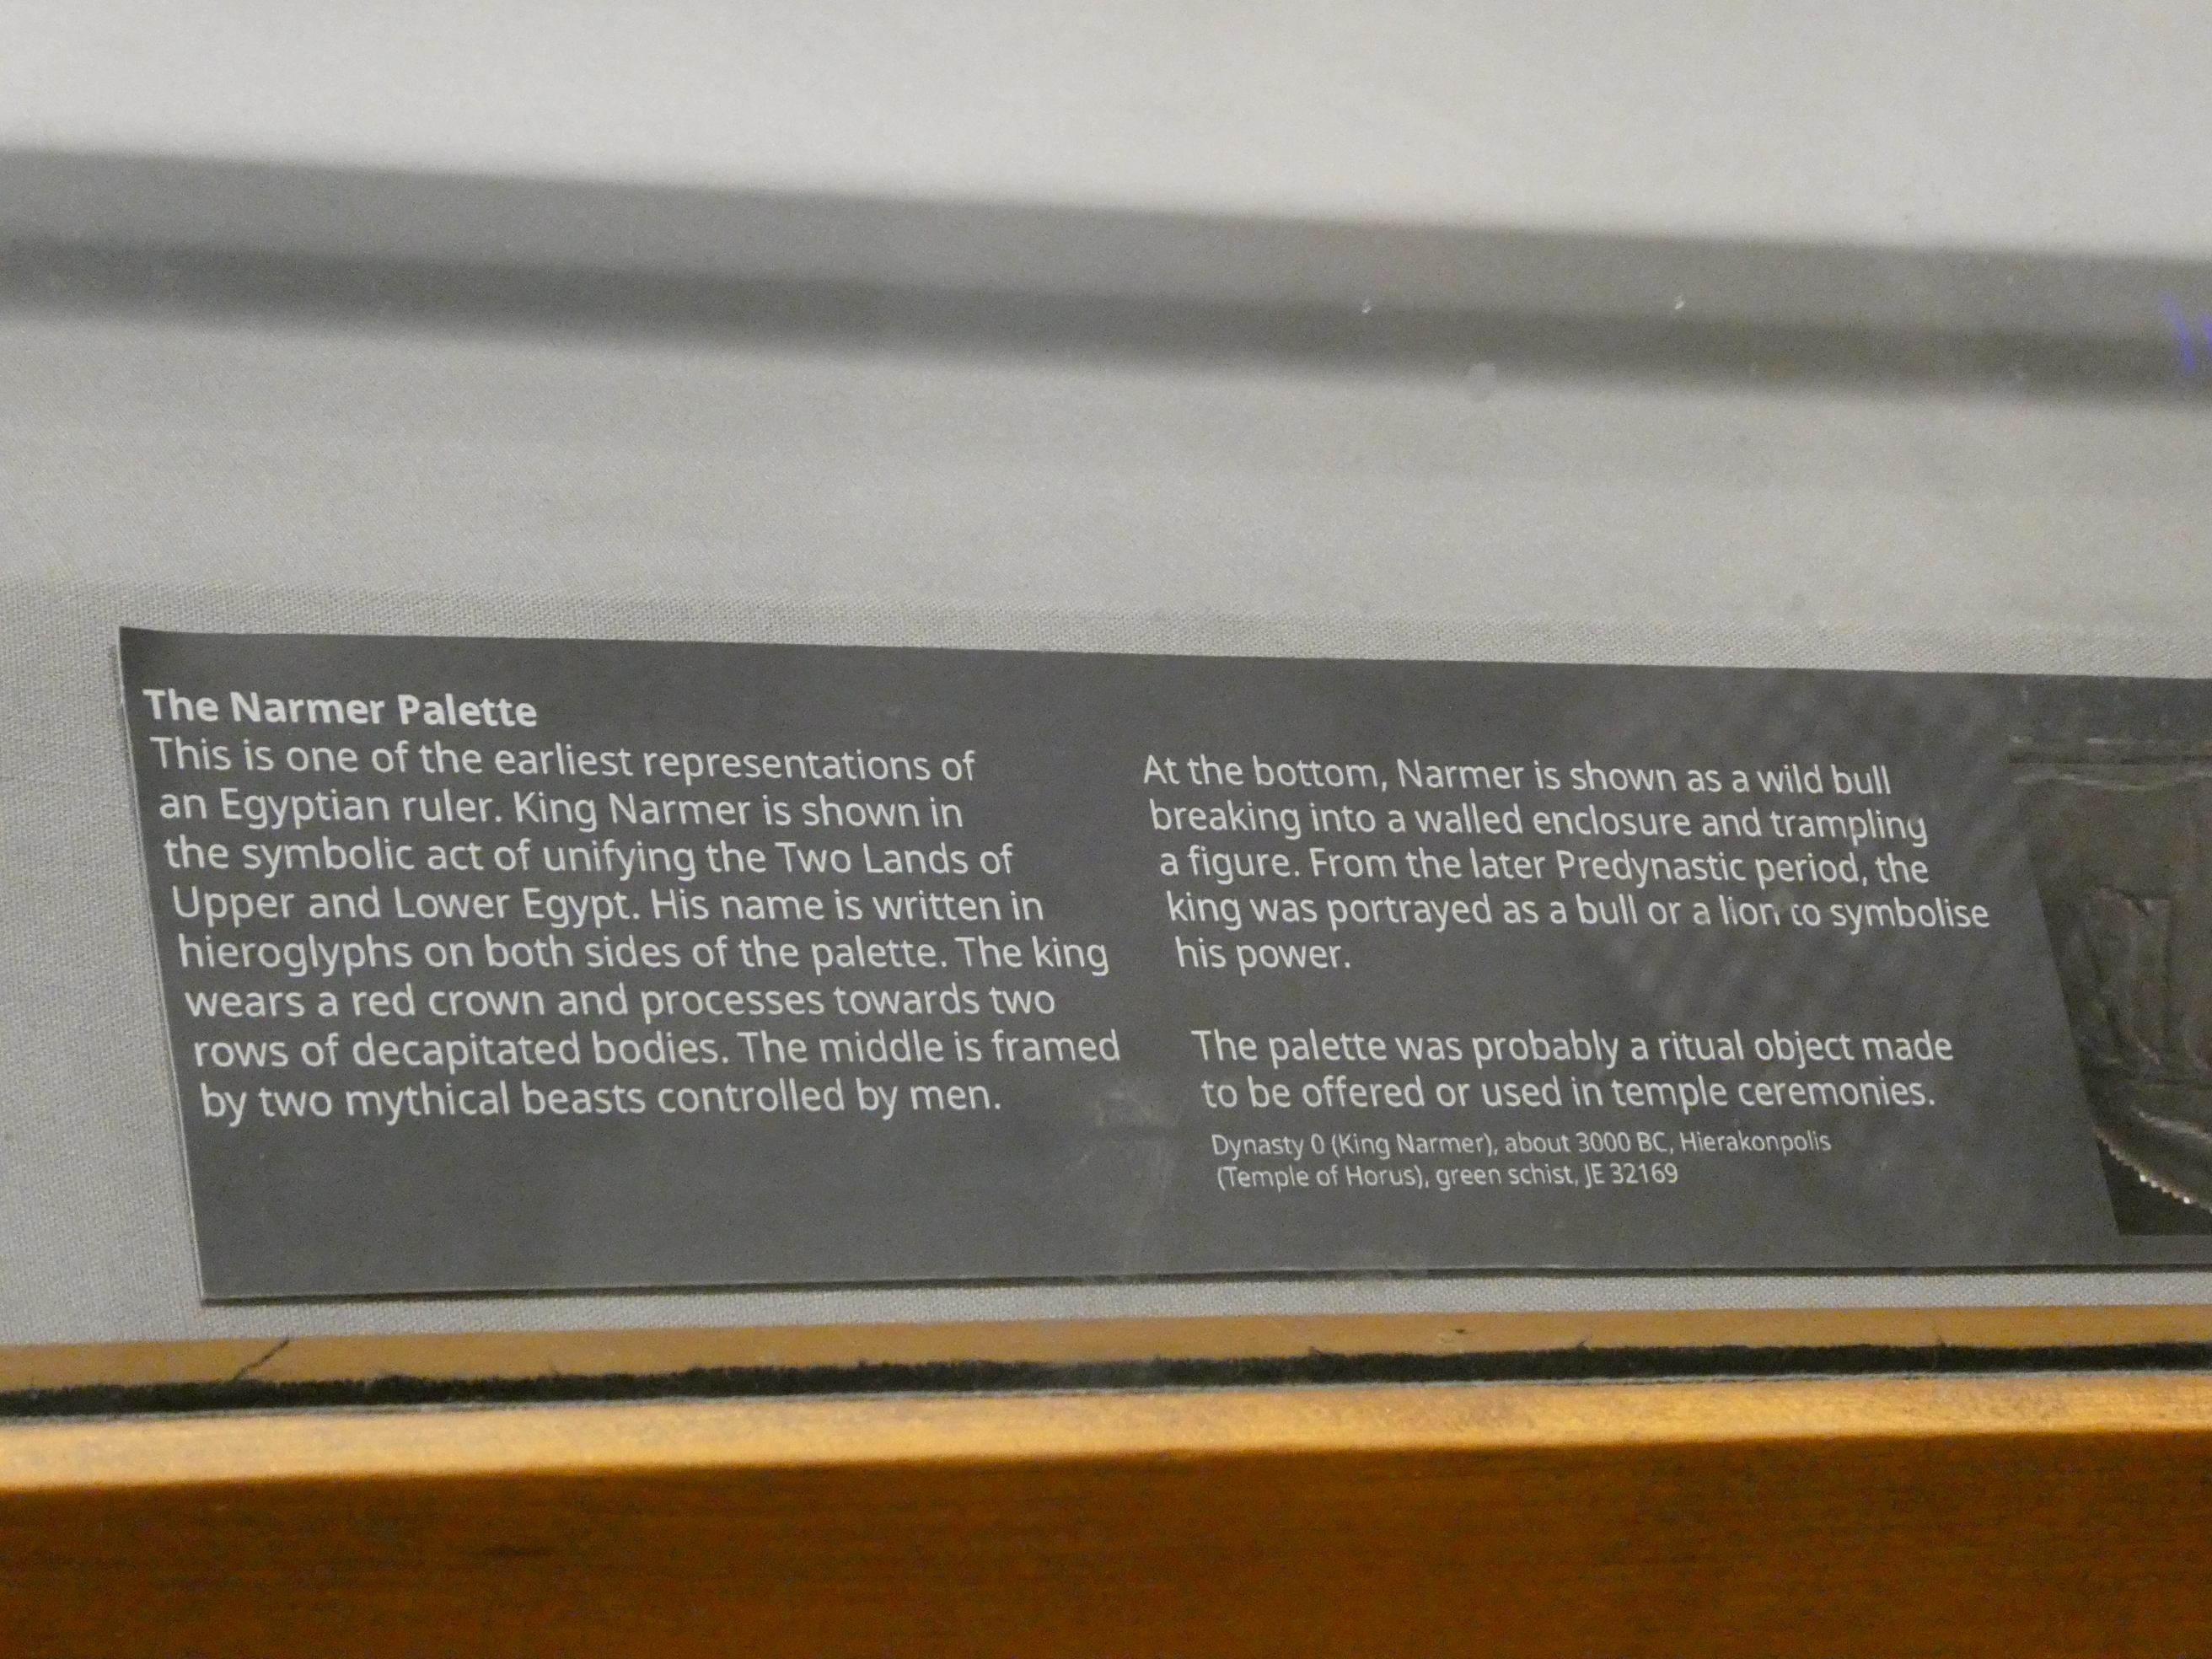 The Narmer Palette
This is one of the earliest representations of
an Egyptian ruler. King Narmer is shown in
the symbolic act of unifying the Two Lands of
Upper and Lower Egypt. His name is written in
hieroglyphs on both sides of the palette. The king
wears a red crown and processes towards two
rows of decapitated bodies. The middle is framed
by two mythical beasts controlled by men.
At the bottom, Narmer is shown as a wild bull
breaking into a walled enclosure and trampling
a figure. From the later Predynastic period, the
king was portrayed as a bull or a lion to symbolise
his power.
The palette was probably a ritual object made
to be offered or used in temple ceremonies.
Dynasty 0 (King Narmer), about 3000 BC, Hierakonpolis
(Temple of Horus), green schist, JE 32169